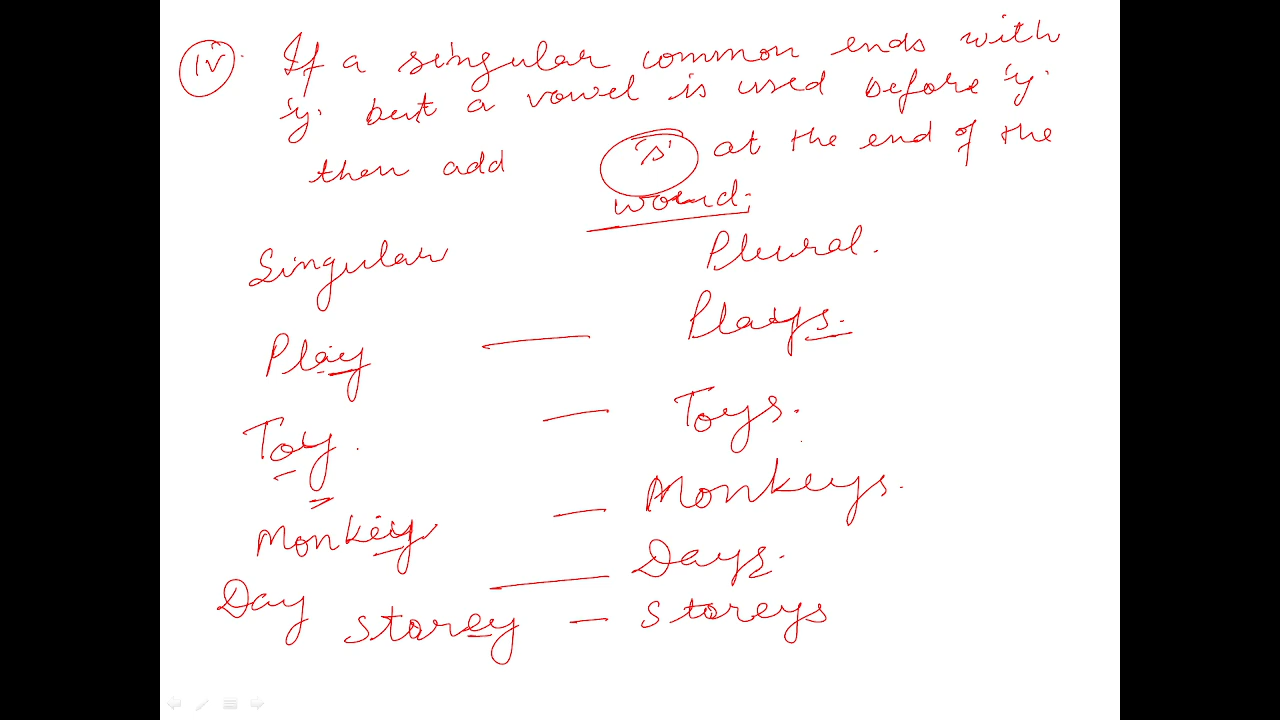 (iv). If a singular common ends with
'y' but a vowel is used before 'y'
then add 's' at the end of the
word.
Singular Plural.
Play — Plays.
Toy. — Toys.
Monkey — Monkeys.
Day — Days.
Storey — Storeys